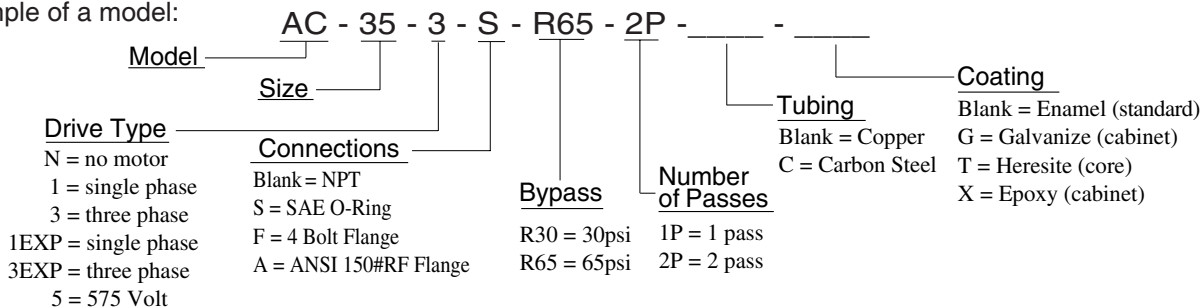 mple of a model:
AC - 35 - 3 - S - R65 - 2P - ____ - ____
Model
Size
Drive Type
N = no motor
1 = single phase
3 = three phase
1EXP = single phase
3EXP = three phase
5 = 575 Volt
Connections
Blank = NPT
S = SAE O-Ring
F = 4 Bolt Flange
A = ANSI 150#RF Flange
Bypass
R30 = 30psi
R65 = 65psi
Number
of Passes
1P = 1 pass
2P = 2 pass
Tubing
Blank = Copper
C = Carbon Steel
Coating
Blank = Enamel (standard)
G = Galvanize (cabinet)
T = Heresite (core)
X = Epoxy (cabinet)